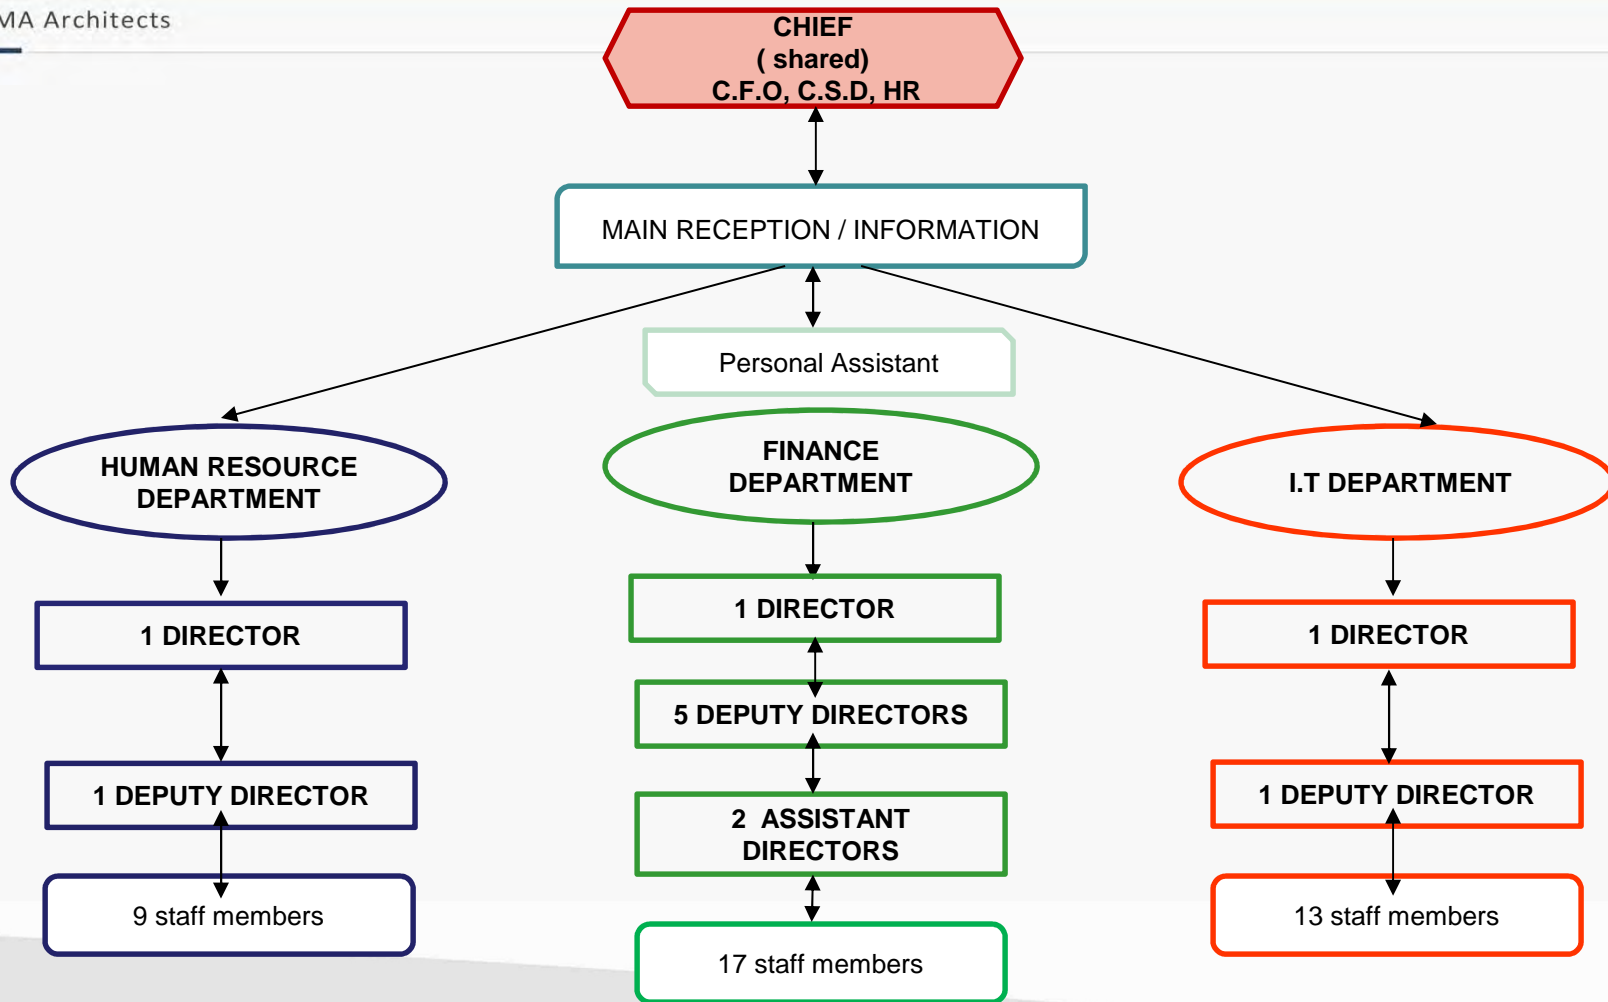 MA Architects
CHIEF
( shared)
C.F.O, C.S.D, HR
MAIN RECEPTION / INFORMATION
Personal Assistant
HUMAN RESOURCE
DEPARTMENT
FINANCE
DEPARTMENT
I.T DEPARTMENT
1 DIRECTOR
1 DIRECTOR
1 DIRECTOR
5 DEPUTY DIRECTORS
1 DEPUTY DIRECTOR
2 ASSISTANT
DIRECTORS
1 DEPUTY DIRECTOR
9 staff members
17 staff members
13 staff members